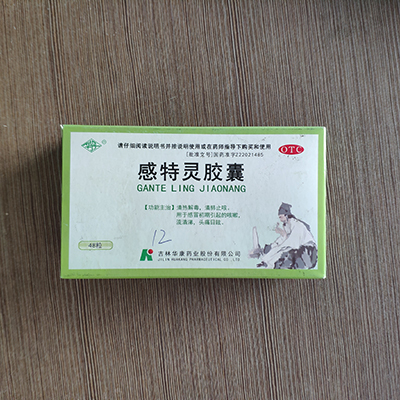 请仔细阅读说明书并按说明使用或在药师指导下购买和使用
[批准文号]国药准字Z22021485
OTC
感特灵胶囊
GANTE LING JIAONANG
【功能主治】清热解毒，清肺止咳。
用于感冒初期引起的咳嗽，
流清涕，头痛目眩。
12
48粒
吉林华康药业股份有限公司
JILIN HUAKANG PHARMACEUTICAL CO.,LTD